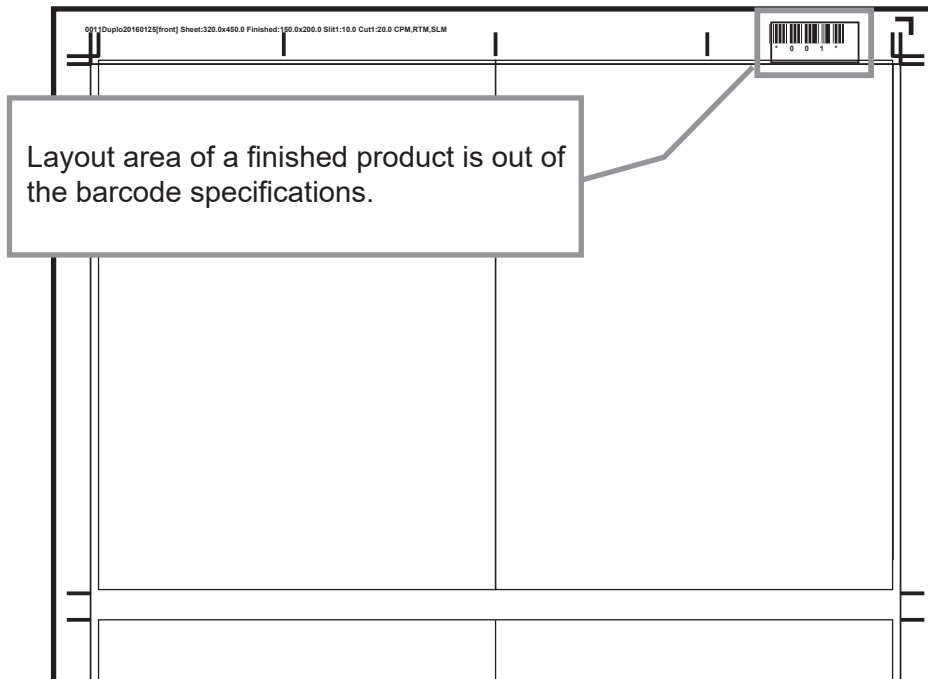 0011Duplo20160125[front] Sheet:320.0x450.0 Finished:150.0x200.0 Slit1:10.0 Cut1:20.0 CPM,RTM,SLM
* 0 0 1 *
Layout area of a finished product is out of
the barcode specifications.